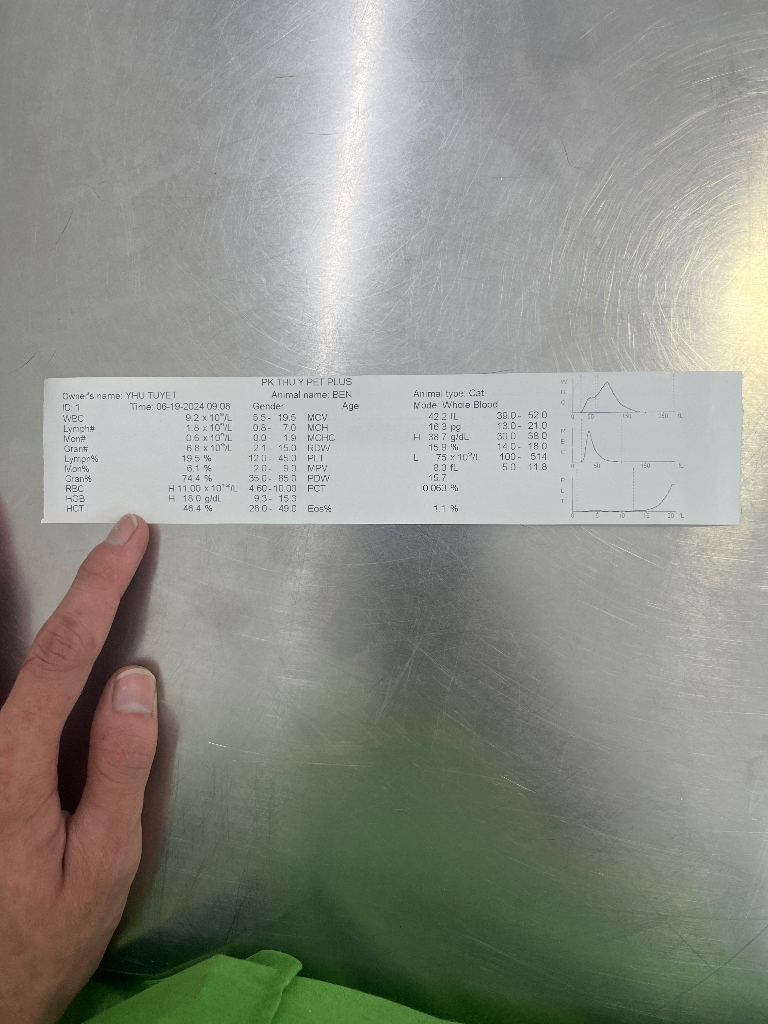 PK THU Y PET PLUS
Owner's name: YHU TUYET Animal name: BEN Animal type: Cat
ID: 1 Time: 06-19-2024 09:08 Gender Age Mode: Whole Blood
WBC 9.2 x 10^9/L 5.5 - 19.5 MCV 42.2 fL 39.0 - 52.0
Lymph# 1.8 x 10^9/L 0.8 - 7.0 MCH 16.3 pg 13.0 - 21.0
Mon# 0.6 x 10^9/L 0.0 1.9 MCHC H 38.7 g/dL 30.0 - 38.0
Gran# 6.8 x 10^9/L 2.1 - 15.0 RDW 15.9 % 14.0 - 18.0
Lymph% 19.5 % 12.0 - 45.0 PLT L 75 x 10^9/L 100 - 514
Mon% 6.1 % 2.0 - 9.0 MPV 8.0 fL 5.0 11.8
Gran% 74.4 % 35.0 - 85.0 PDW 15.7
RBC H 11.00 x 10^12/L 4.60 - 10.00 PCT 0.060 %
HGB H 18.0 g/dL 9.3 - 15.3
HCT 46.4 % 28.0 - 49.0 Eos% 1.1 %
WBC
0 50 150 fL
RBC
0 50 150 fL
PLT
0 5 10 20 fL